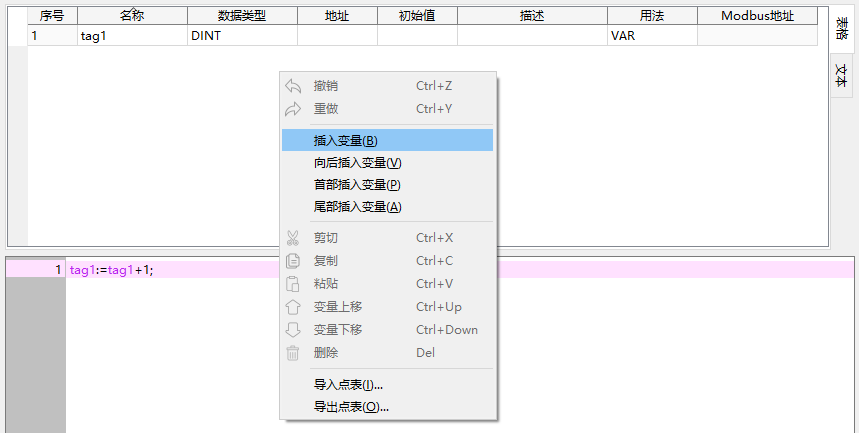 序号 名称 数据类型 地址 初始值 描述 用法 Modbus地址
1 tag1 DINT VAR
表格
文本
撤销 Ctrl+Z
重做 Ctrl+Y
插入变量(B)
向后插入变量(V)
首部插入变量(P)
尾部插入变量(A)
剪切 Ctrl+X
复制 Ctrl+C
粘贴 Ctrl+V
变量上移 Ctrl+Up
变量下移 Ctrl+Down
删除 Del
导入点表(I)...
导出点表(O)...
1 tag1:=tag1+1;